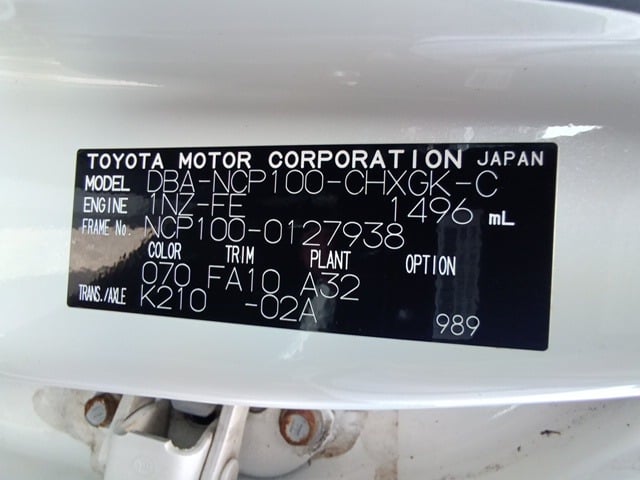 TOYOTA MOTOR CORPORATION JAPAN
MODEL DBA-NCP100-CHXGK-C
ENGINE 1NZ-FE 1496 mL
FRAME No. NCP100-0127938
COLOR TRIM PLANT OPTION
070 FA10 A32
TRANS./AXLE K210 -02A
989